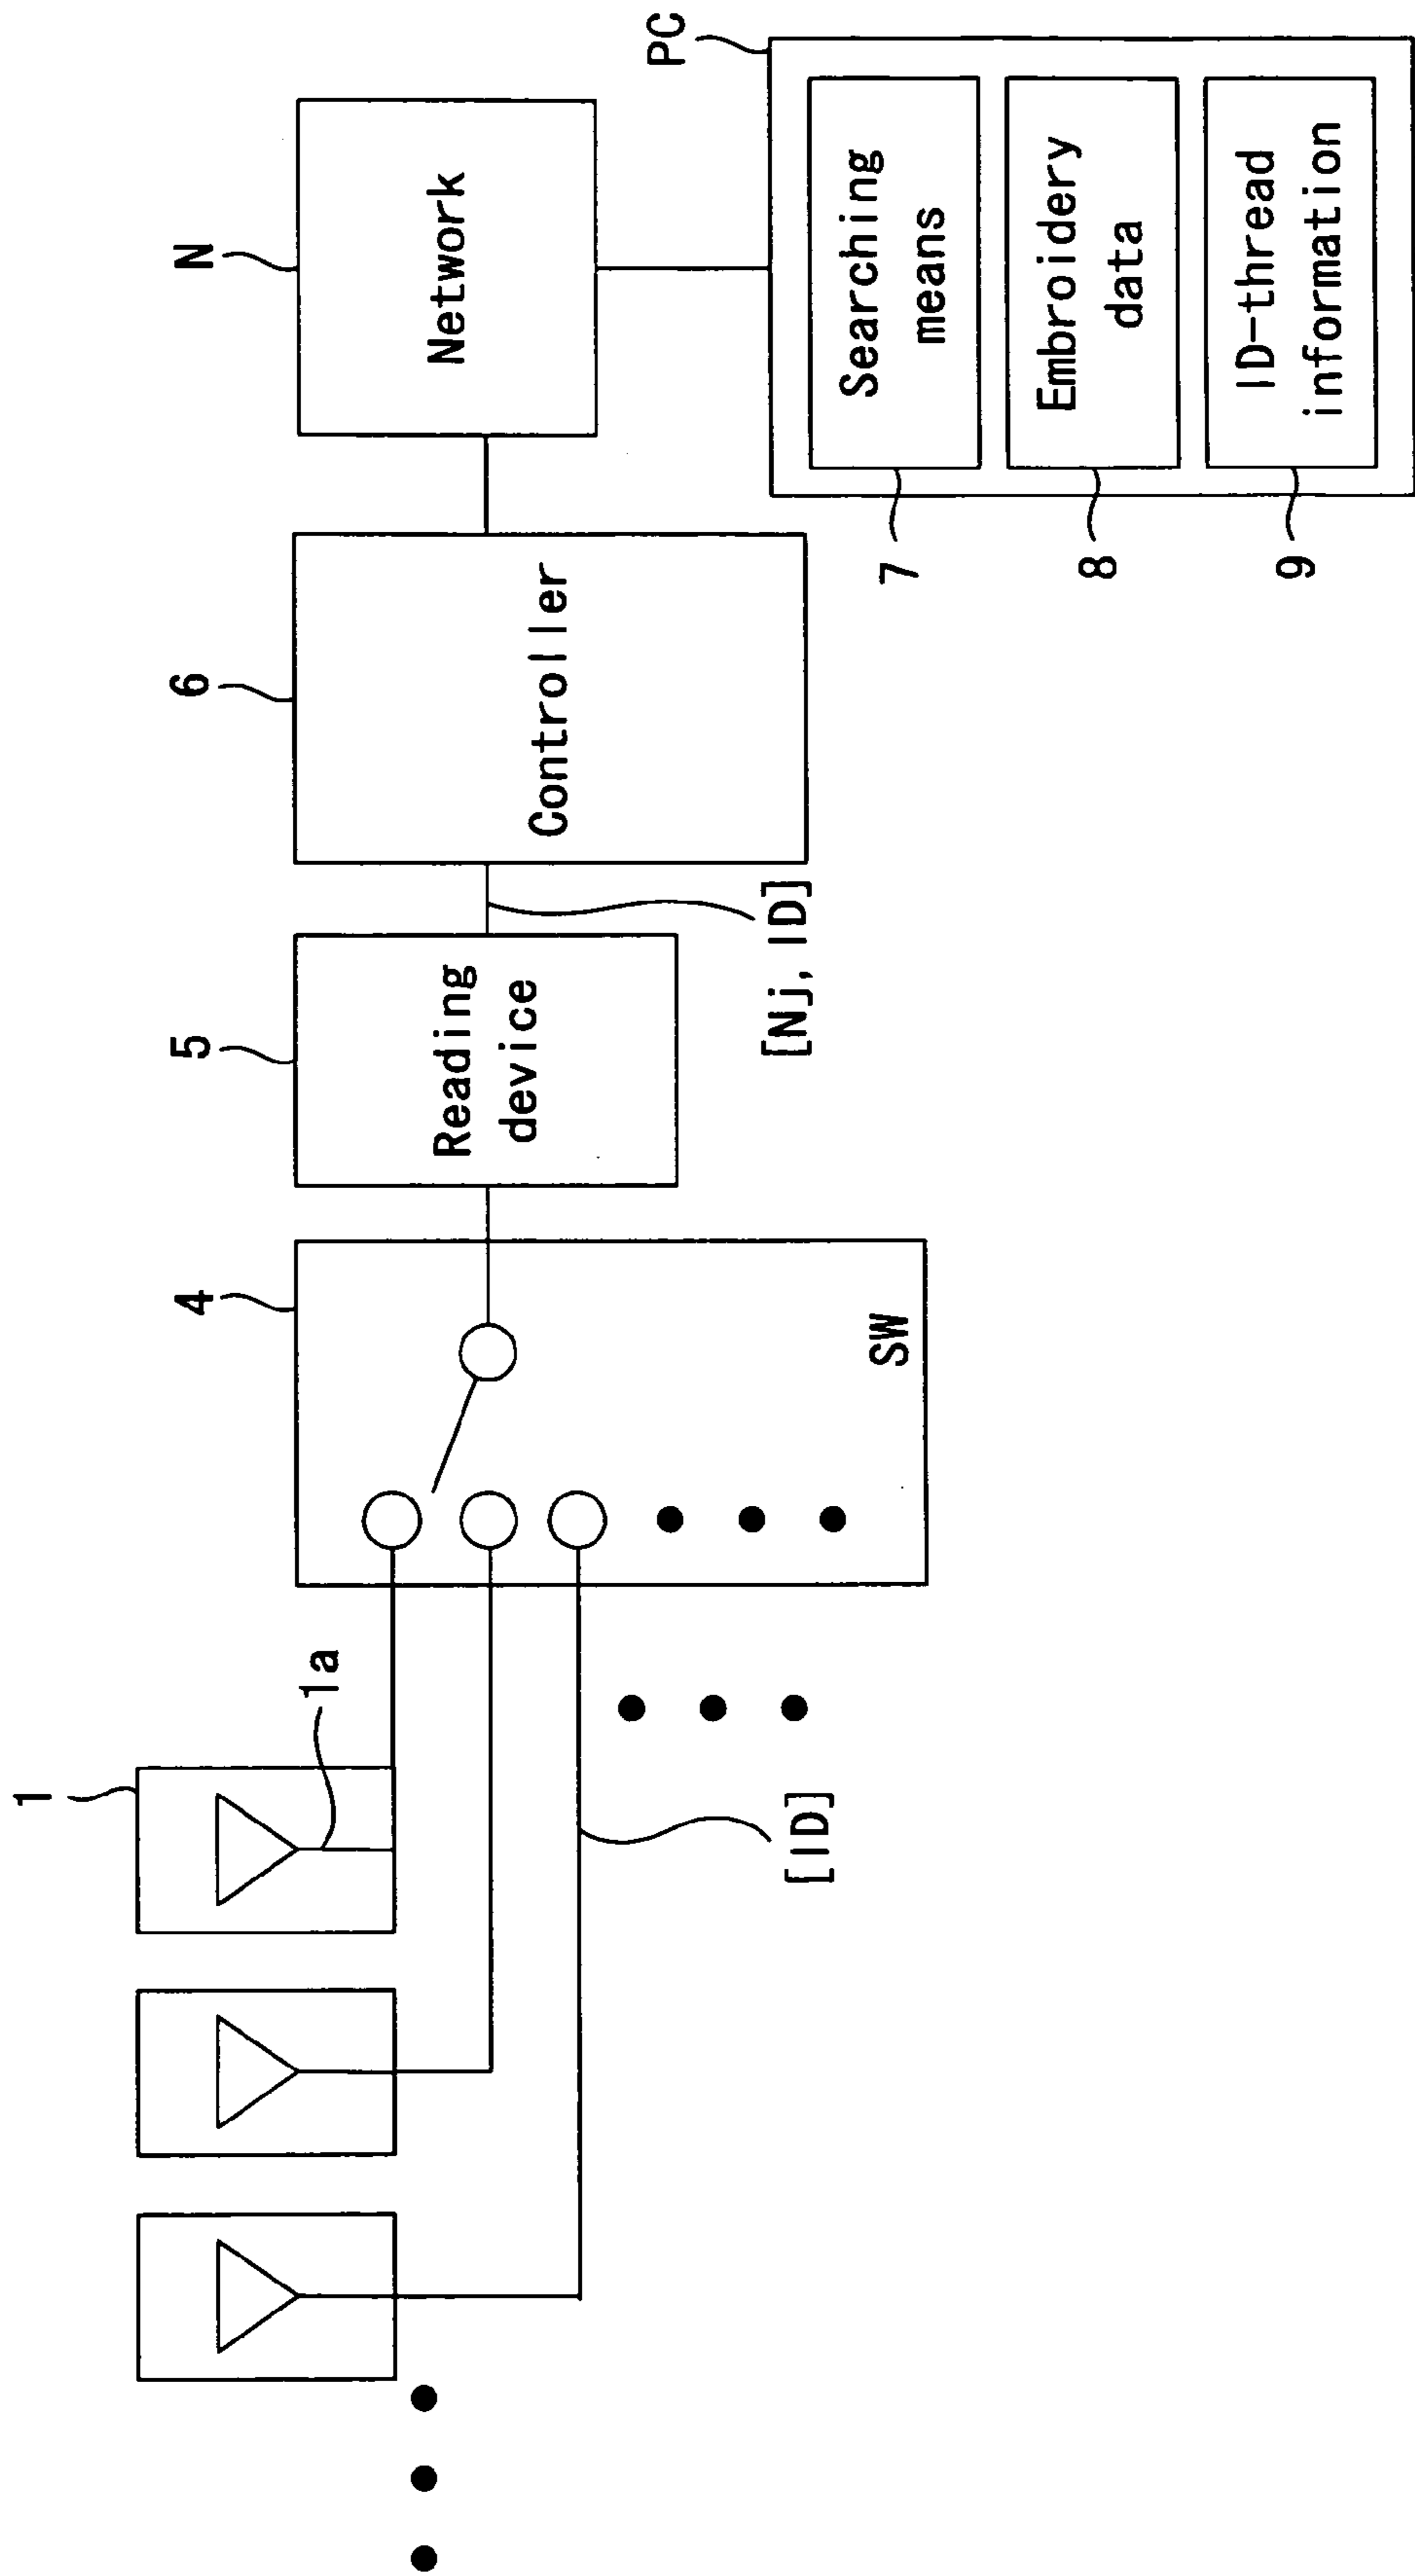 1
1a
[ID]
4
SW
5
Reading
device
[Nj, ID]
6
Controller
N
Network
PC
Searching
means
7
Embroidery
data
8
ID-thread
information
9